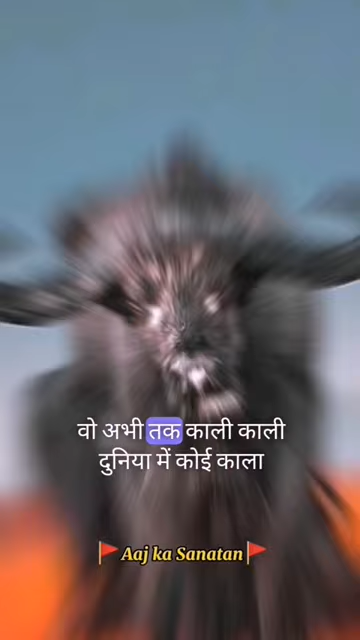 वो अभी तक काली काली
दुनिया में कोई काला
🚩Aaj ka Sanatan🚩